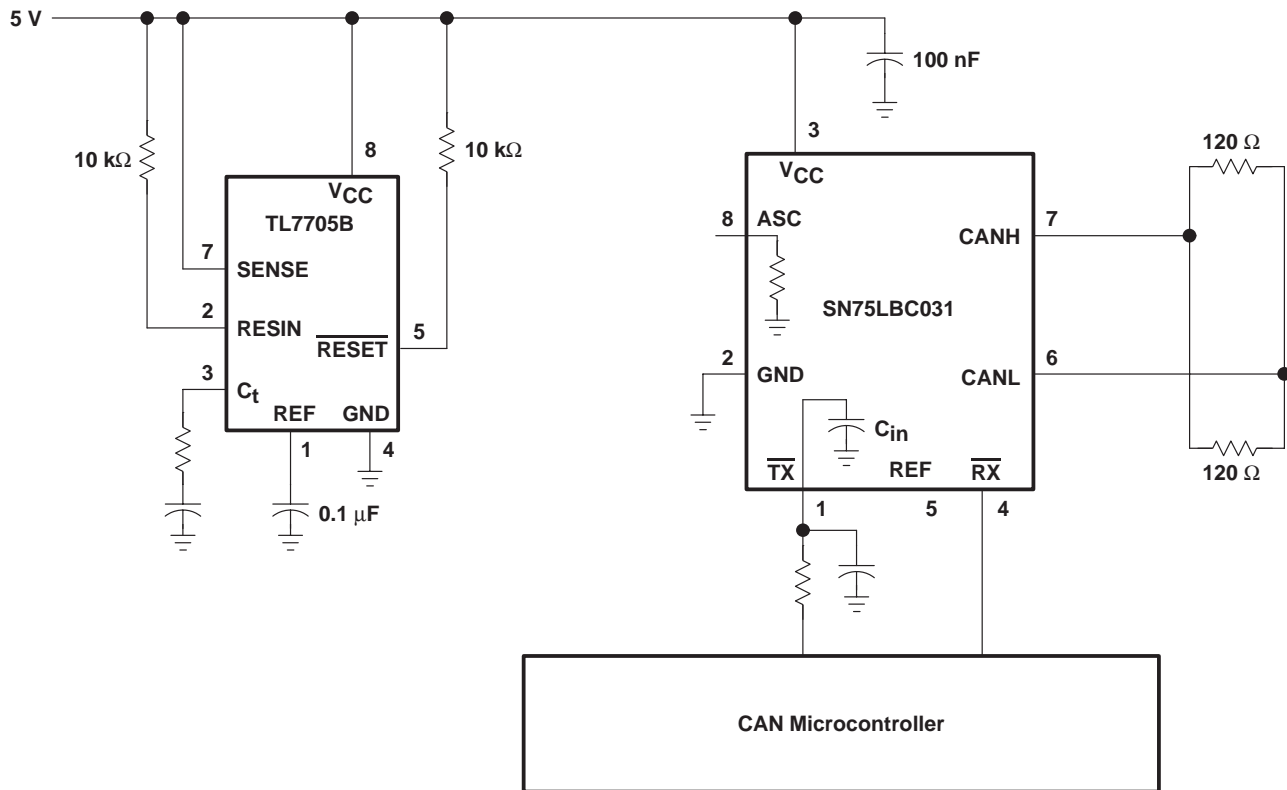 5 V
100 nF
3
120 Ω
10 kΩ
8
10 kΩ
VCC
VCC
TL7705B
8
ASC
7
CANH
7
SENSE
SN75LBC031
2
RESIN
5
RESET
2
GND
6
CANL
3
Ct
REF
GND
Cin
1
4
TX
REF
RX
120 Ω
0.1 μF
1
5
4
CAN Microcontroller